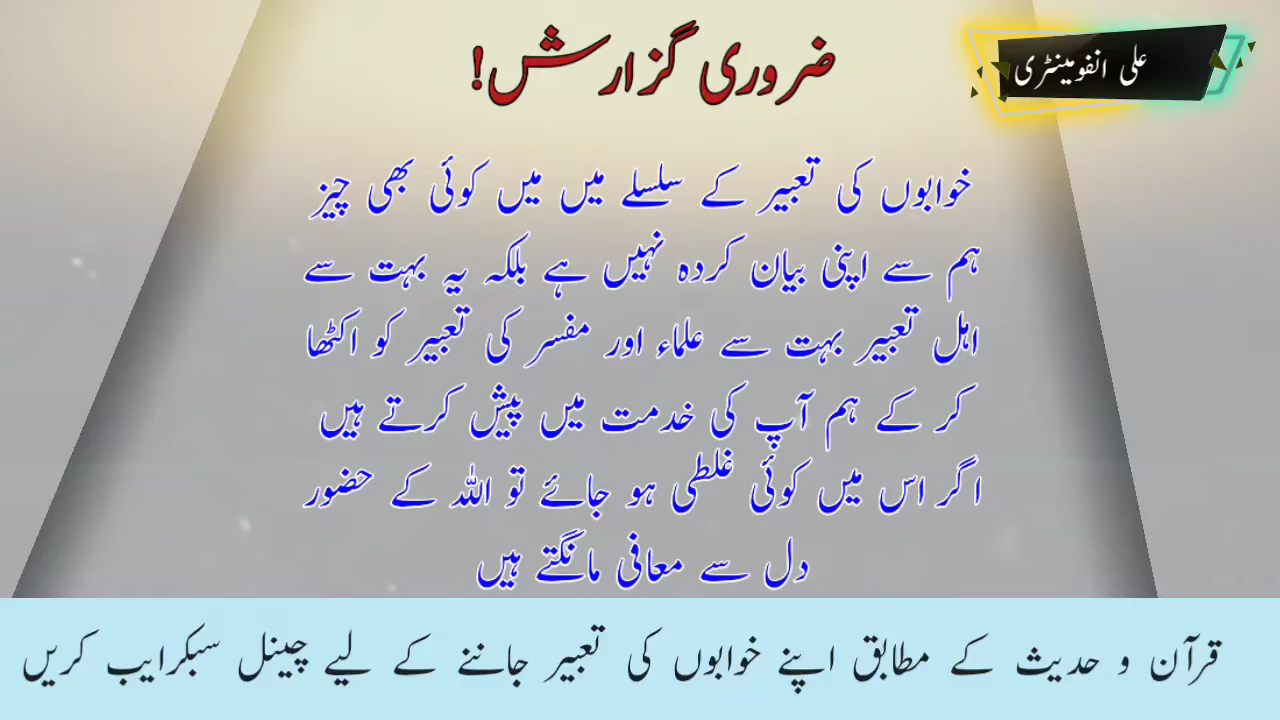 ضروری گزارش!
علی انفومینٹری
خوابوں کی تعبیر کے سلسلے میں میں کوئی بھی چیز
ہم سے اپنی بیان کردہ نہیں ہے بلکہ یہ بہت سے
اہل تعبیر بہت سے علماء اور مفسر کی تعبیر کو اکٹھا
کر کے ہم آپ کی خدمت میں پیش کرتے ہیں
اگر اس میں کوئی غلطی ہو جائے تو اللہ کے حضور
دل سے معافی مانگتے ہیں
قرآن و حدیث کے مطابق اپنے خوابوں کی تعبیر جاننے کے لیے چینل سبکرایب کریں